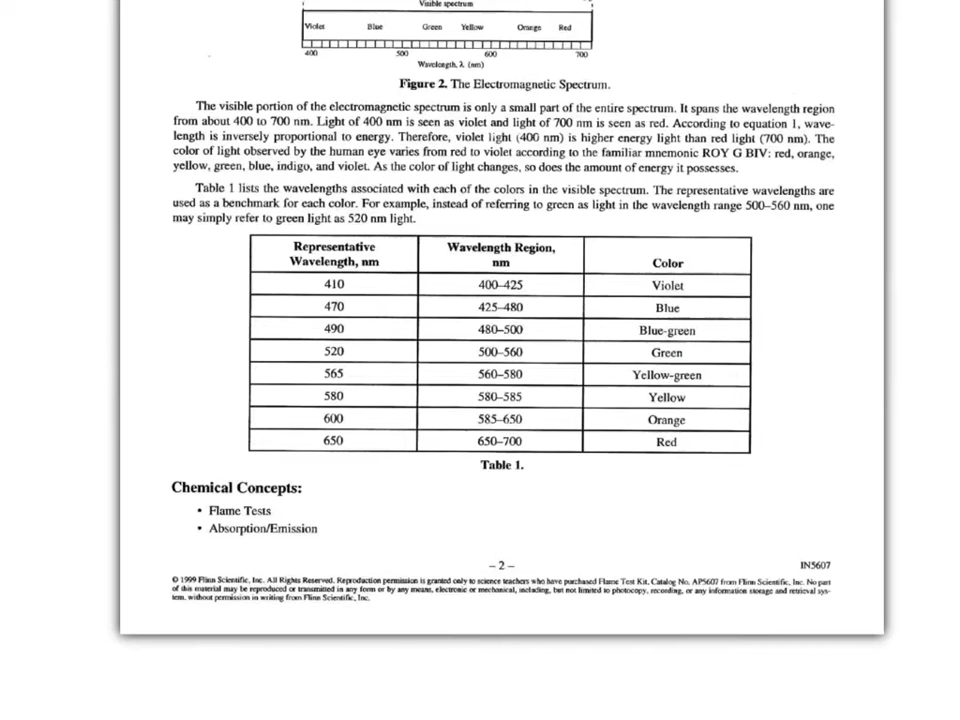 Visible spectrum
Violet Blue Green Yellow Orange Red
400 500 600 700
Wavelength, λ (nm)
Figure 2. The Electromagnetic Spectrum.
The visible portion of the electromagnetic spectrum is only a small part of the entire spectrum. It spans the wavelength region
from about 400 to 700 nm. Light of 400 nm is seen as violet and light of 700 nm is seen as red. According to equation 1, wave-
length is inversely proportional to energy. Therefore, violet light (400 nm) is higher energy light than red light (700 nm). The
color of light observed by the human eye varies from red to violet according to the familiar mnemonic ROY G BIV: red, orange,
yellow, green, blue, indigo, and violet. As the color of light changes, so does the amount of energy it possesses.
Table 1 lists the wavelengths associated with each of the colors in the visible spectrum. The representative wavelengths are
used as a benchmark for each color. For example, instead of referring to green as light in the wavelength range 500–560 nm, one
may simply refer to green light as 520 nm light.
Representative Wavelength Region,
Wavelength, nm nm Color
410 400–425 Violet
470 425–480 Blue
490 480–500 Blue-green
520 500–560 Green
565 560–580 Yellow-green
580 580–585 Yellow
600 585–650 Orange
650 650–700 Red
Table 1.
Chemical Concepts:
• Flame Tests
• Absorption/Emission
– 2 – IN5607
© 1999 Flinn Scientific, Inc. All Rights Reserved. Reproduction permission is granted only to science teachers who have purchased Flame Test Kit, Catalog No. AP5607 from Flinn Scientific, Inc. No part
of this material may be reproduced or transmitted in any form or by any means, electronic or mechanical, including, but not limited to photocopy, recording, or any information storage and retrieval sys-
tem, without permission in writing from Flinn Scientific, Inc.